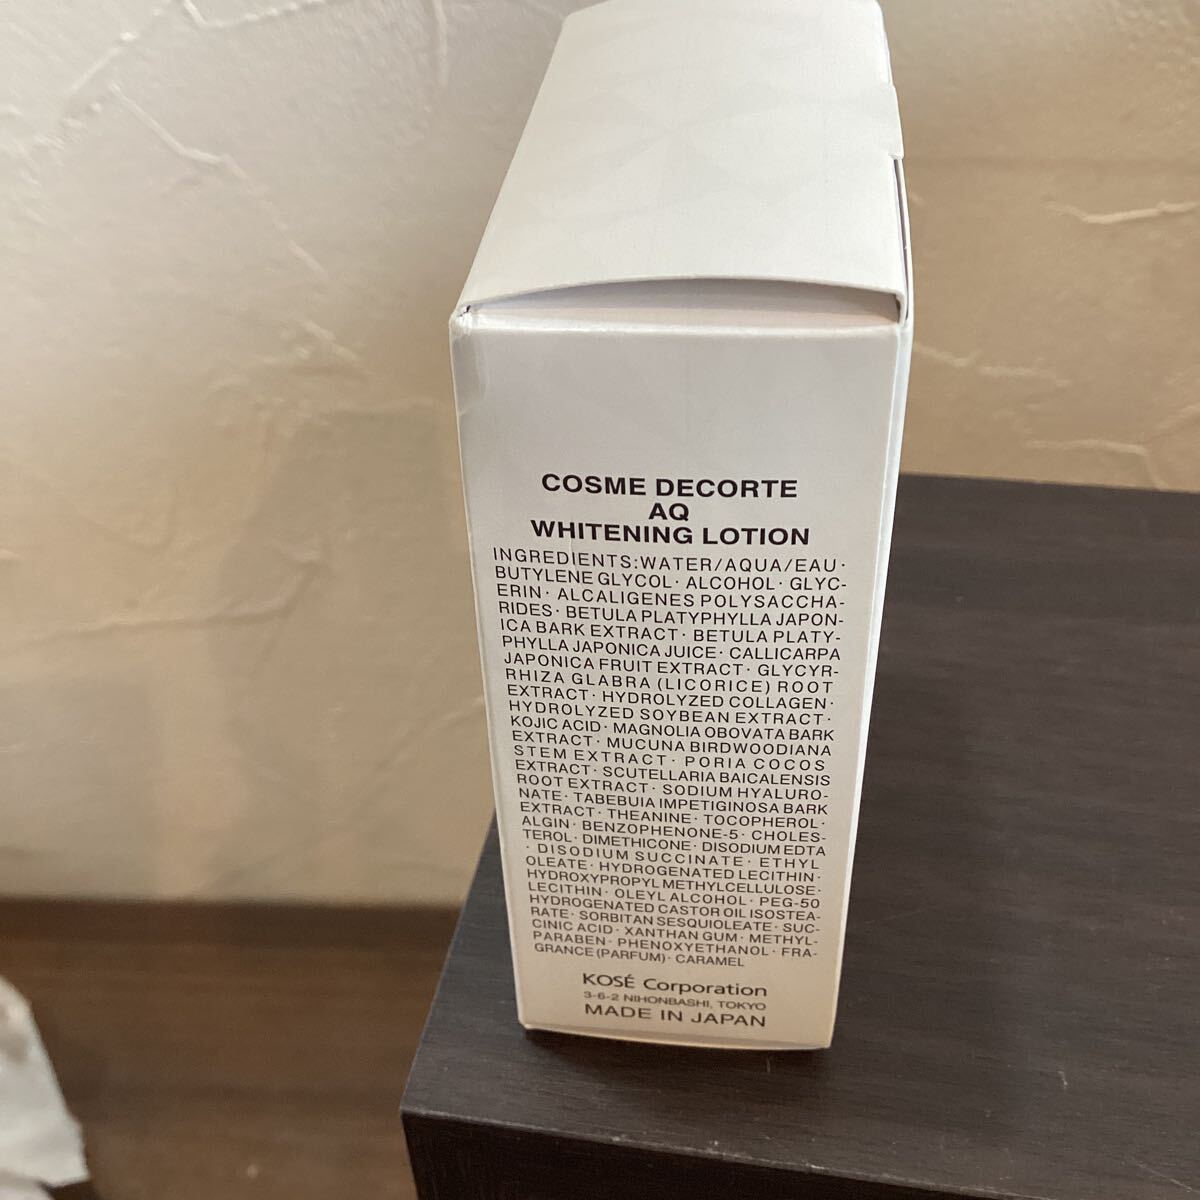 COSME DECORTE
AQ
WHITENING LOTION
INGREDIENTS:WATER/AQUA/EAU·
BUTYLENE GLYCOL· ALCOHOL· GLYC-
ERIN· ALCALIGENES POLYSACCHA-
RIDES· BETULA PLATYPHYLLA JAPON-
ICA BARK EXTRACT· BETULA PLATY-
PHYLLA JAPONICA JUICE· CALLICARPA
JAPONICA FRUIT EXTRACT· GLYCYR-
RHIZA GLABRA (LICORICE) ROOT
EXTRACT· HYDROLYZED COLLAGEN·
HYDROLYZED SOYBEAN EXTRACT·
KOJIC ACID· MAGNOLIA OBOVATA BARK
EXTRACT· MUCUNA BIRDWOODIANA
STEM EXTRACT· PORIA COCOS
EXTRACT· SCUTELLARIA BAICALENSIS
ROOT EXTRACT· SODIUM HYALURO-
NATE· TABEBUIA IMPETIGINOSA BARK
EXTRACT· THEANINE· TOCOPHEROL·
ALGIN· BENZOPHENONE-5· CHOLES-
TEROL· DIMETHICONE· DISODIUM EDTA
· DISODIUM SUCCINATE· ETHYL
OLEATE· HYDROGENATED LECITHIN·
HYDROXYPROPYL METHYLCELLULOSE·
LECITHIN· OLEYL ALCOHOL· PEG-50
HYDROGENATED CASTOR OIL ISOSTEA-
RATE· SORBITAN SESQUIOLEATE· SUC-
CINIC ACID· XANTHAN GUM· METHYL-
PARABEN· PHENOXYETHANOL· FRA-
GRANCE (PARFUM)· CARAMEL
KOSÉ Corporation
3-6-2 NIHONBASHI, TOKYO
MADE IN JAPAN